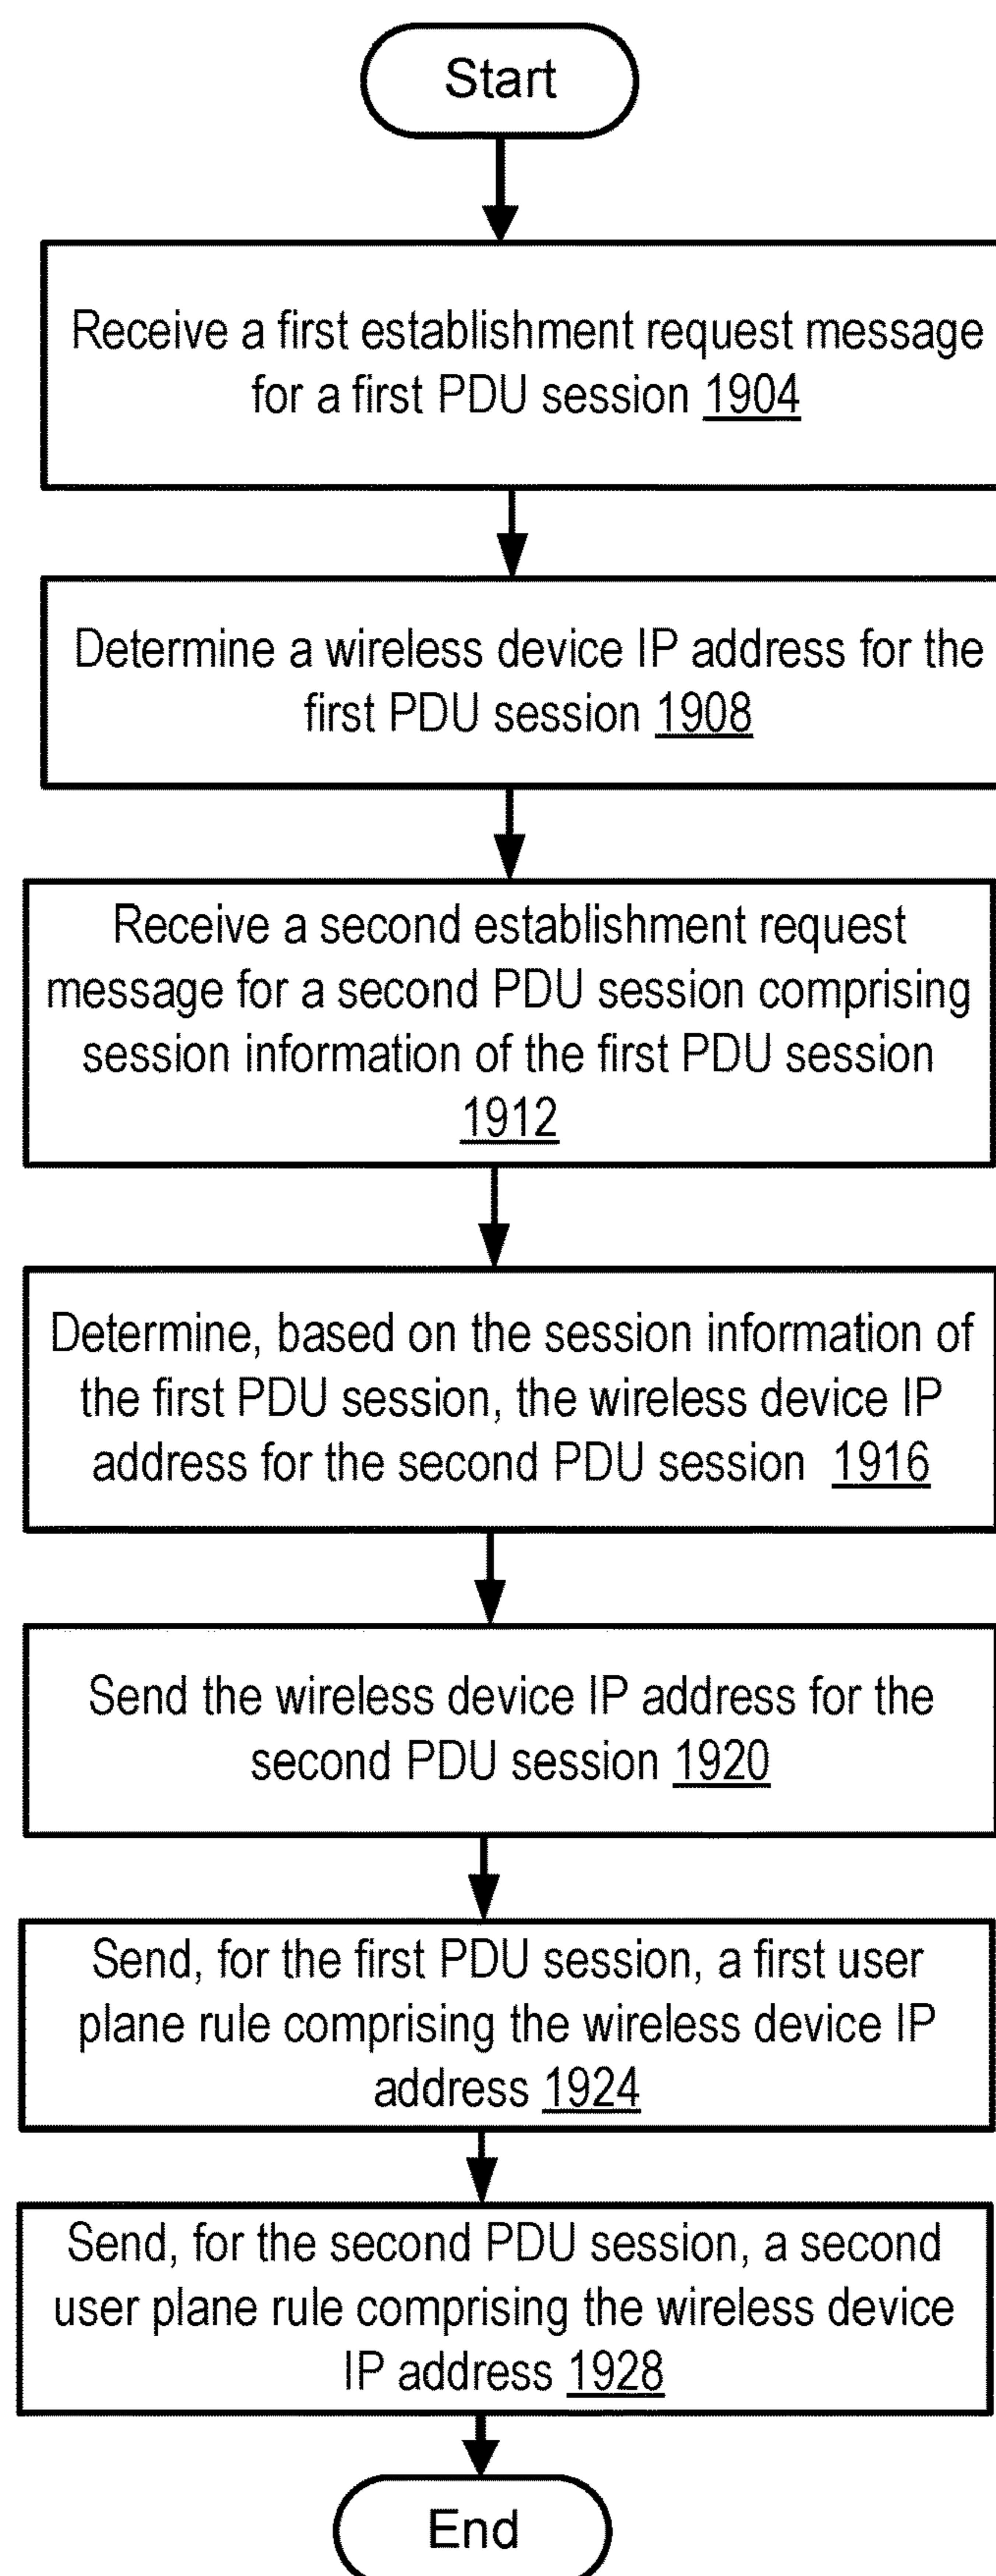 Start
Receive a first establishment request message
for a first PDU session 1904
Determine a wireless device IP address for the
first PDU session 1908
Receive a second establishment request
message for a second PDU session comprising
session information of the first PDU session
1912
Determine, based on the session information of
the first PDU session, the wireless device IP
address for the second PDU session 1916
Send the wireless device IP address for the
second PDU session 1920
Send, for the first PDU session, a first user
plane rule comprising the wireless device IP
address 1924
Send, for the second PDU session, a second
user plane rule comprising the wireless device
IP address 1928
End